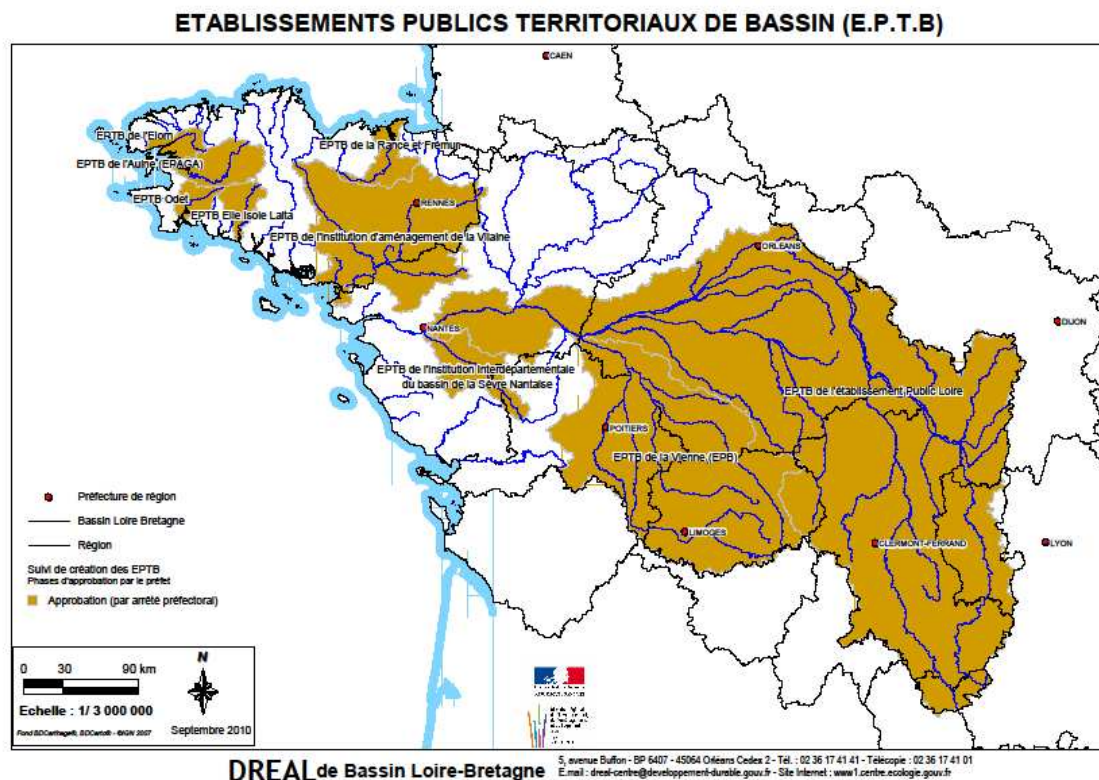 ETABLISSEMENTS PUBLICS TERRITORIAUX DE BASSIN (E.P.T.B)
CAEN
EPTB de l'Elorn
EPTB de la Rance et Frémur
EPTB de l'Aulne (EPAGA)
EPTB Odet
RENNES
EPTB Elle Isole Laita
EPTB de l'Institution d'aménagement de la Vilaine
ORLEANS
DIJON
NANTES
EPTB de l'Institution Interdépartementale
du bassin de la Sèvre Nantaise
EPTB de l'établissement Public Loire
POITIERS
EPTB de la Vienne (EPB)
LIMOGES
CLERMONT-FERRAND
LYON
Préfecture de région
Bassin Loire Bretagne
Région
Suivi de création des EPTB
Phases d'approbation par le préfet
Approbation (par arrêté préfectoral)
0 30 90 km
N
Echelle : 1/ 3 000 000
Fond BDCarthage®, BDCarto® - ©IGN 2007
Septembre 2010
DREAL de Bassin Loire-Bretagne
5, avenue Buffon - BP 6407 - 45064 Orléans Cedex 2 - Tél. : 02 36 17 41 41 - Télécopie : 02 36 17 41 01
E.mail : dreal-centre@developpement-durable.gouv.fr - Site Internet : www1.centre.ecologie.gouv.fr